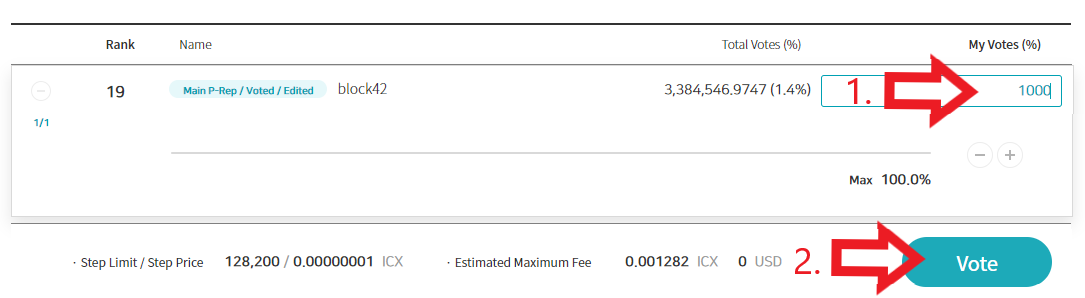 Rank Name Total Votes (%) My Votes (%)
19 Main P-Rep / Voted / Edited block42 3,384,546.9747 (1.4%) 1. 1000
1/1
Max 100.0%
· Step Limit / Step Price 128,200 / 0.00000001 ICX · Estimated Maximum Fee 0.001282 ICX 0 USD 2. Vote